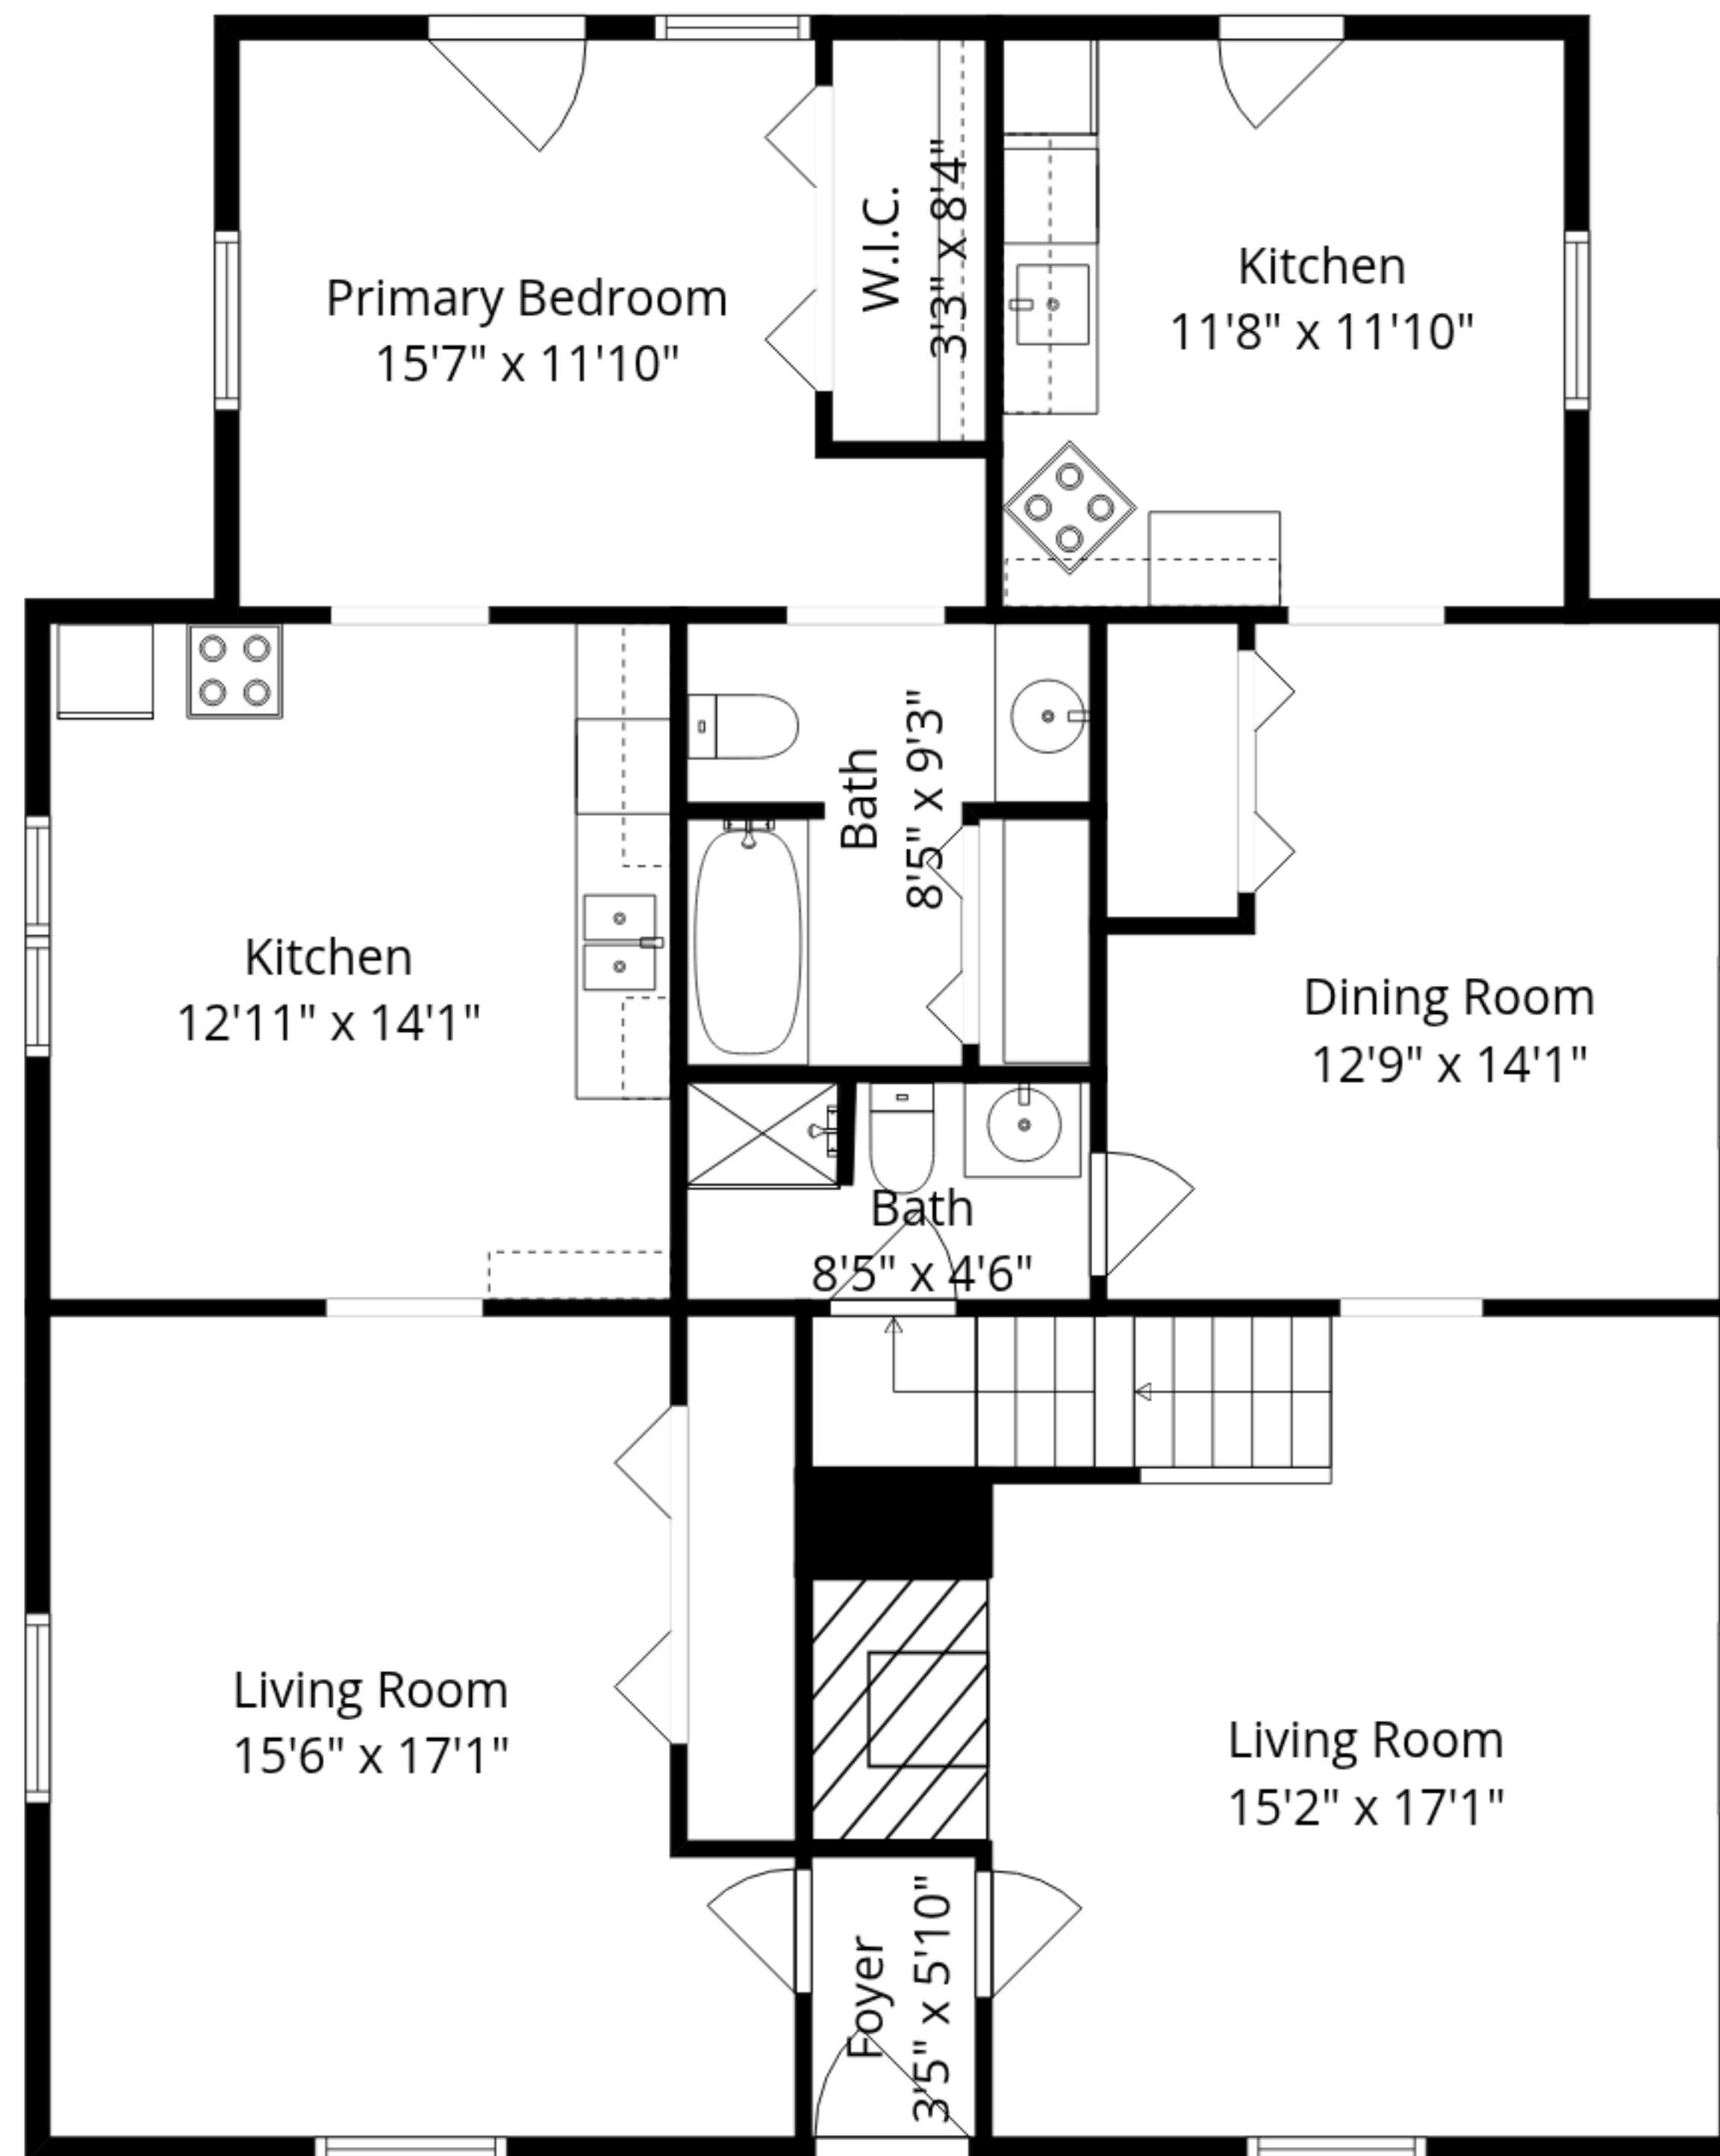 Primary Bedroom
15'7" x 11'10"
W.I.C.
3'3" x 8'4"
Kitchen
11'8" x 11'10"
Kitchen
12'11" x 14'1"
Bath
8'5" x 9'3"
Dining Room
12'9" x 14'1"
Bath
8'5" x 4'6"
Living Room
15'6" x 17'1"
Living Room
15'2" x 17'1"
Foyer
3'5" x 5'10"